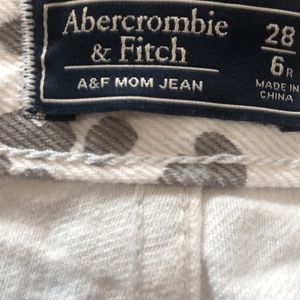 Abercrombie
& Fitch
A&F MOM JEAN
28
6R
MADE IN
CHINA